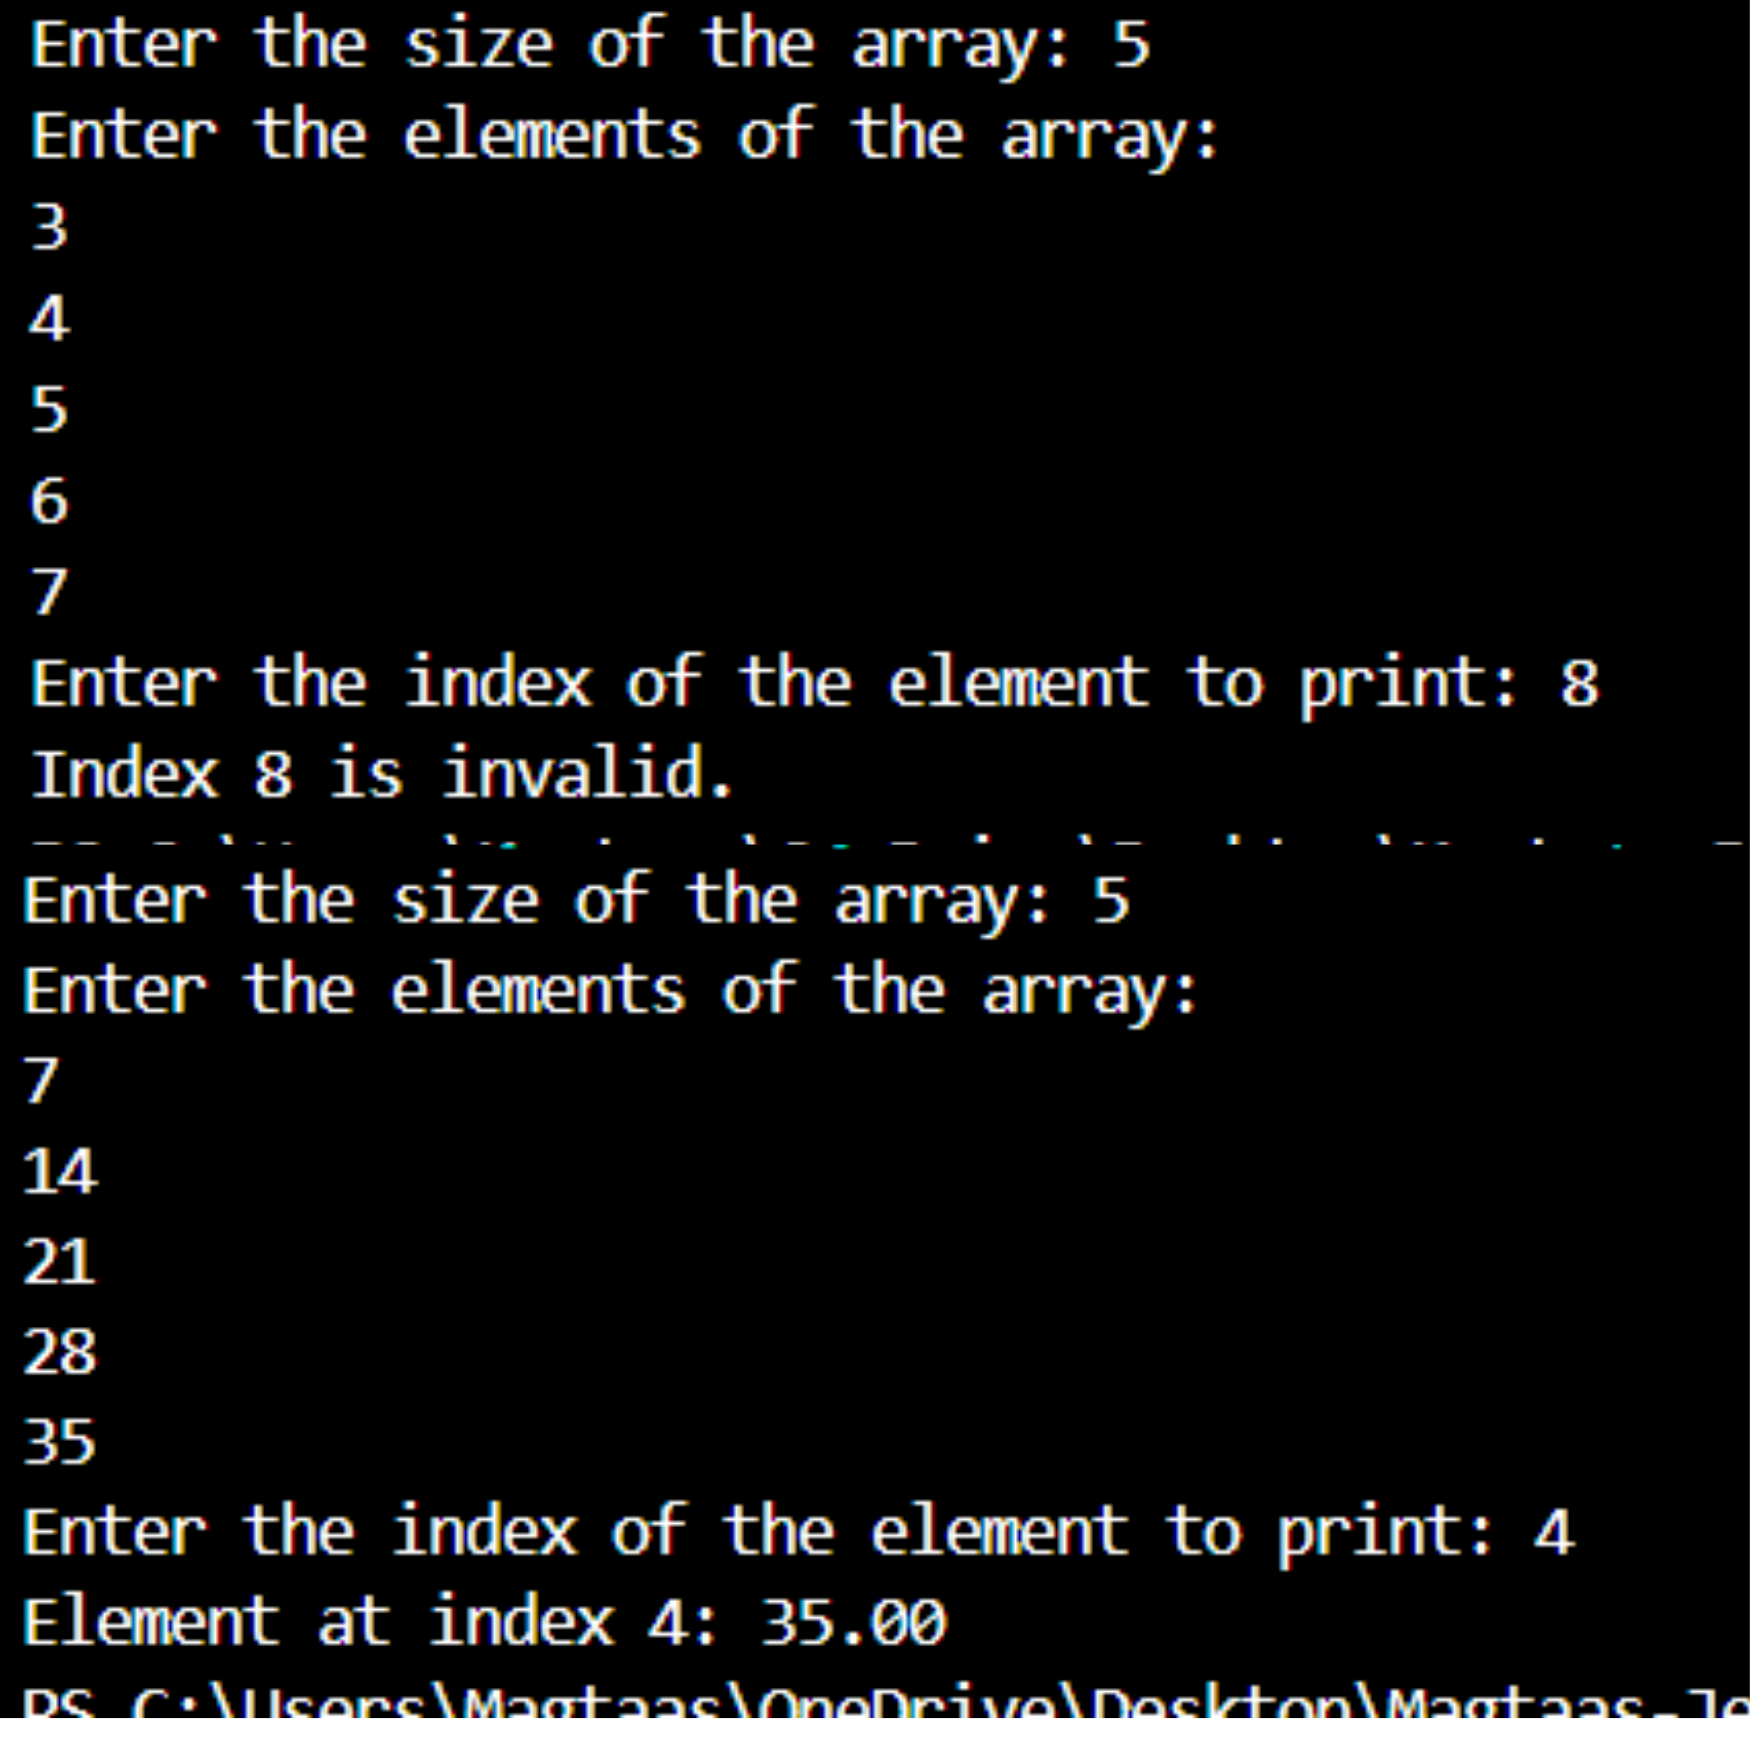 Enter the size of the array: 5
Enter the elements of the array:
3
4
5
6
7
Enter the index of the element to print: 8
Index 8 is invalid.
Enter the size of the array: 5
Enter the elements of the array:
7
14
21
28
35
Enter the index of the element to print: 4
Element at index 4: 35.00
PS C:\Users\Magtaas\OneDrive\Desktop\Magtaas-Je